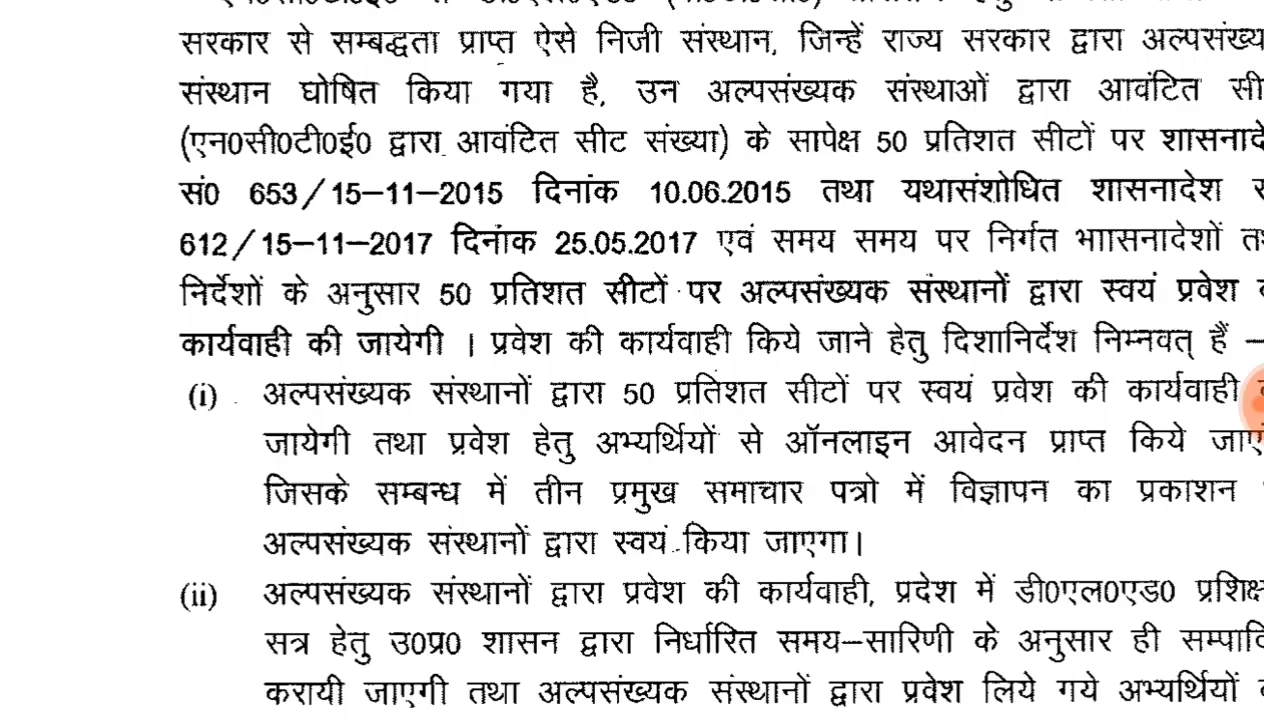 सरकार से सम्बद्धता प्राप्त ऐसे निजी संस्थान, जिन्हें राज्य सरकार द्वारा
संस्थान घोषित किया गया है, उन अल्पसंख्यक संस्थाओं द्वारा आवंटित
(एन0सी0टी0ई0 द्वारा आवंटित सीट संख्या) के सापेक्ष 50 प्रतिशत सीटों पर
सं0 653/15–11–2015 दिनांक 10.06.2015 तथा यथासंशोधित शासनादेश
612/15–11–2017 दिनांक 25.05.2017 एवं समय समय पर निर्गत भाासनादेशों
निर्देशों के अनुसार 50 प्रतिशत सीटों पर अल्पसंख्यक संस्थानों द्वारा स्वयं प्रवेश
कार्यवाही की जायेगी । प्रवेश की कार्यवाही किये जाने हेतु दिशानिर्देश निम्नवत् हैं –
(i) अल्पसंख्यक संस्थानों द्वारा 50 प्रतिशत सीटों पर स्वयं प्रवेश की कार्यवाही
जायेगी तथा प्रवेश हेतु अभ्यर्थियों से ऑनलाइन आवेदन प्राप्त किये
जिसके सम्बन्ध में तीन प्रमुख समाचार पत्रो में विज्ञापन का प्रकाशन
अल्पसंख्यक संस्थानों द्वारा स्वयं किया जाएगा।
(ii) अल्पसंख्यक संस्थानों द्वारा प्रवेश की कार्यवाही, प्रदेश में डी0एल0एड0
सत्र हेतु उ0प्र0 शासन द्वारा निर्धारित समय–सारिणी के अनुसार ही
करायी जाएगी तथा अल्पसंख्यक संस्थानों द्वारा प्रवेश लिये गये अभ्यर्थियों